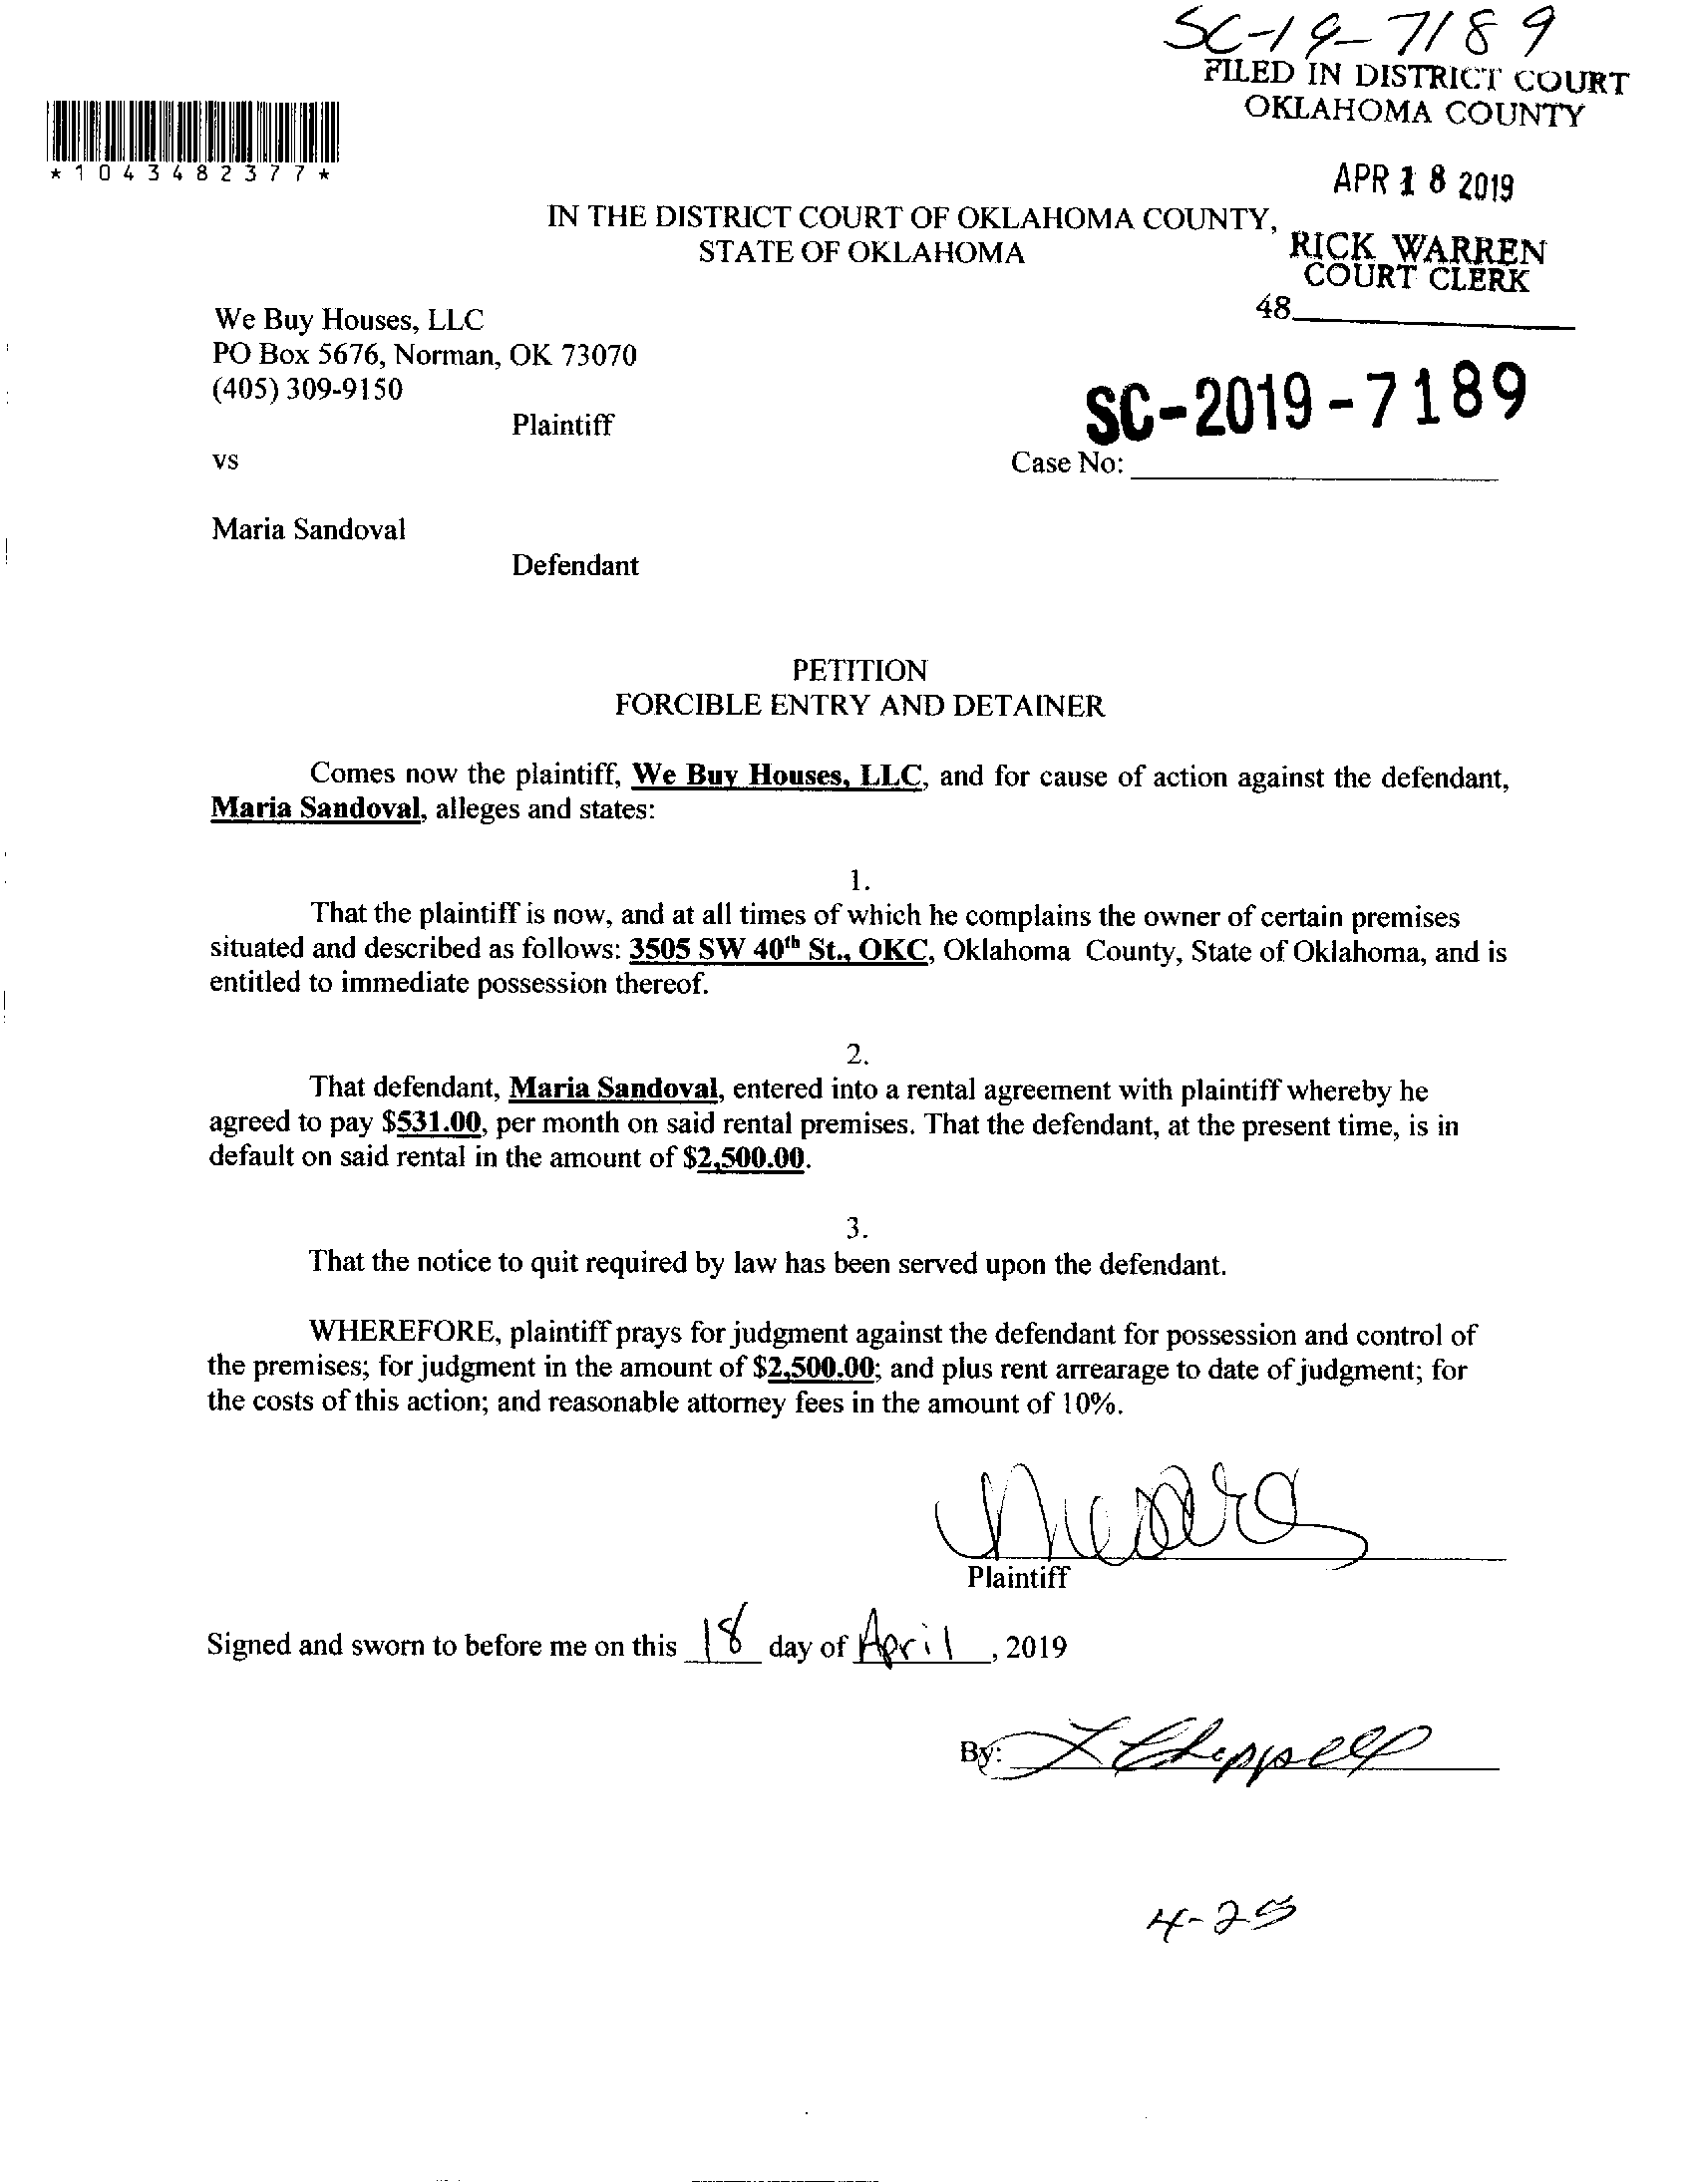 SC-19-7189
FILED IN DISTRICT COURT
OKLAHOMA COUNTY
*1043482377*
APR 18 2019
IN THE DISTRICT COURT OF OKLAHOMA COUNTY,
STATE OF OKLAHOMA
RICK WARREN
COURT CLERK
48
We Buy Houses, LLC
PO Box 5676, Norman, OK 73070
(405) 309-9150
Plaintiff
SC-2019-7189
vs
Case No:
Maria Sandoval
Defendant
PETITION
FORCIBLE ENTRY AND DETAINER
Comes now the plaintiff, We Buy Houses, LLC, and for cause of action against the defendant,
Maria Sandoval, alleges and states:
1.
That the plaintiff is now, and at all times of which he complains the owner of certain premises
situated and described as follows: 3505 SW 40th St., OKC, Oklahoma County, State of Oklahoma, and is
entitled to immediate possession thereof.
2.
That defendant, Maria Sandoval, entered into a rental agreement with plaintiff whereby he
agreed to pay $531.00, per month on said rental premises. That the defendant, at the present time, is in
default on said rental in the amount of $2,500.00.
3.
That the notice to quit required by law has been served upon the defendant.
WHEREFORE, plaintiff prays for judgment against the defendant for possession and control of
the premises; for judgment in the amount of $2,500.00; and plus rent arrearage to date of judgment; for
the costs of this action; and reasonable attorney fees in the amount of 10%.
Plaintiff
Signed and sworn to before me on this 18 day of April, 2019
By: L Chappell
4-25